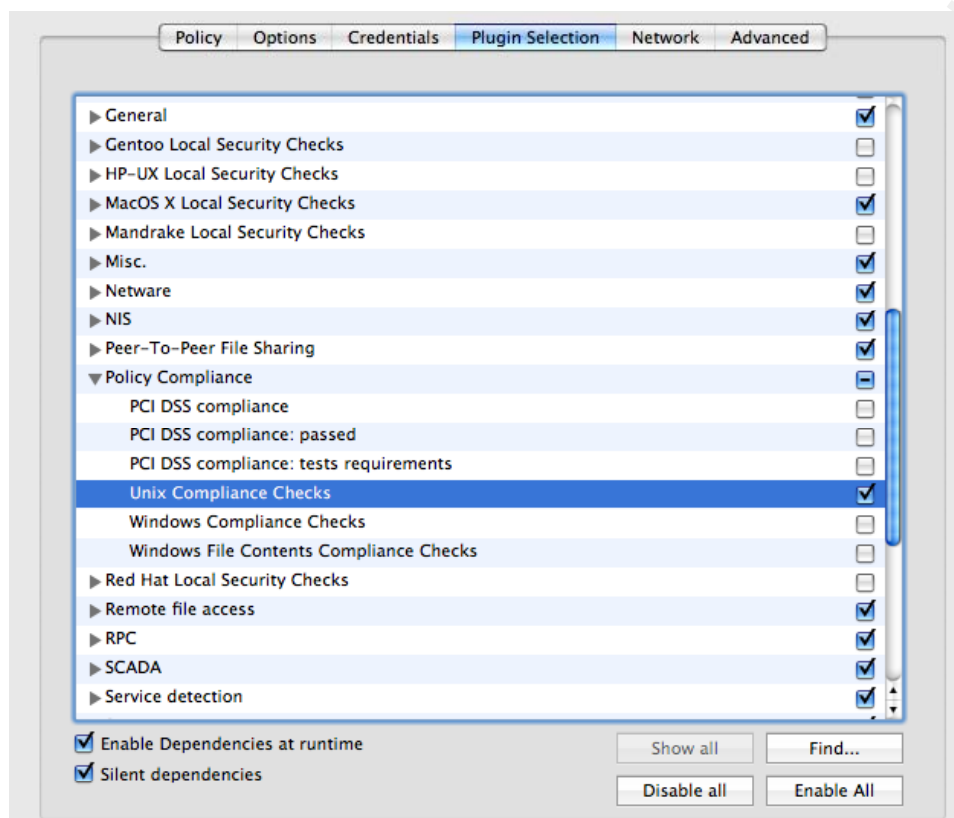 Policy Options Credentials Plugin Selection Network Advanced
General
Gentoo Local Security Checks
HP-UX Local Security Checks
MacOS X Local Security Checks
Mandrake Local Security Checks
Misc.
Netware
NIS
Peer-To-Peer File Sharing
Policy Compliance
PCI DSS compliance
PCI DSS compliance: passed
PCI DSS compliance: tests requirements
Unix Compliance Checks
Windows Compliance Checks
Windows File Contents Compliance Checks
Red Hat Local Security Checks
Remote file access
RPC
SCADA
Service detection
Enable Dependencies at runtime
Show all Find...
Silent dependencies
Disable all Enable All